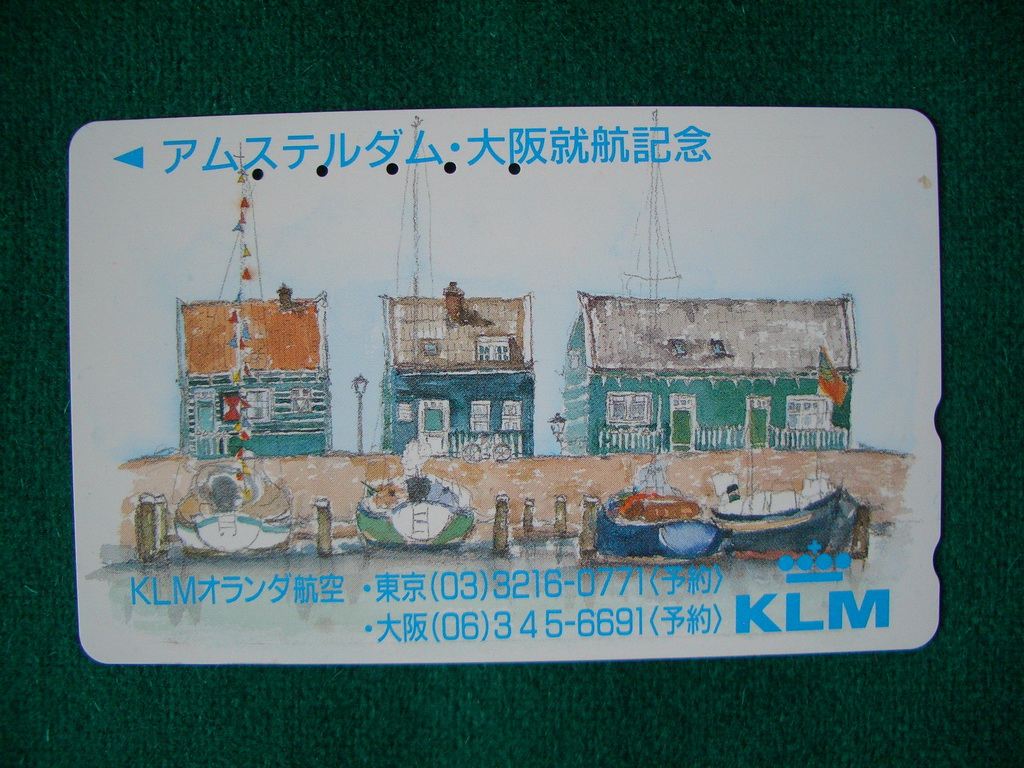 ◀ アムステルダム・大阪就航記念
KLMオランダ航空 ・東京(03)3216-0771〈予約〉
・大阪(06)345-6691〈予約〉
KLM